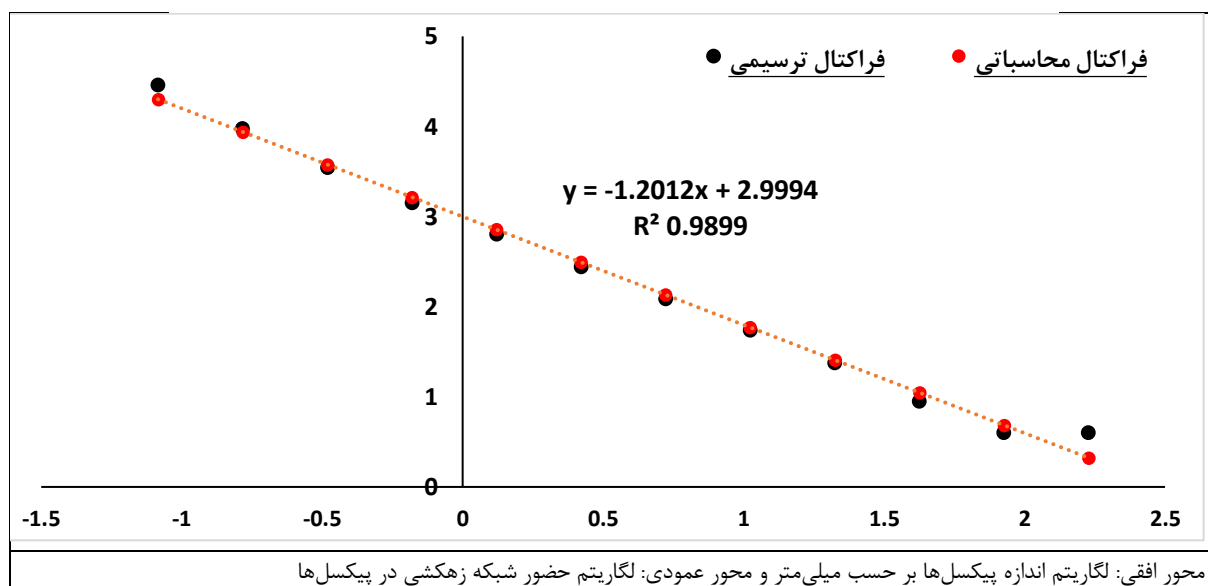 فراکتال ترسیمی
فراکتال محاسباتی
5
4
3
2
1
0
y = -1.2012x + 2.9994
R² 0.9899
-1.5 -1 -0.5 0 0.5 1 1.5 2 2.5
محور افقی: لگاریتم اندازه پیکسل‌ها بر حسب میلی‌متر و محور عمودی: لگاریتم حضور شبکه زهکشی در پیکسل‌ها